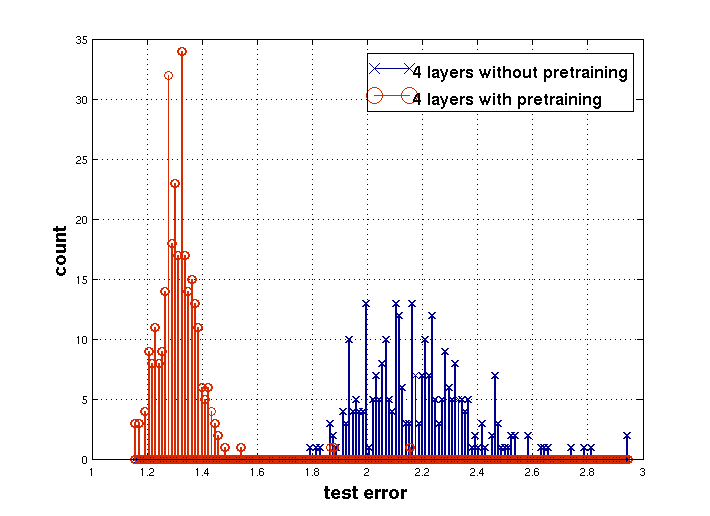 35
30
25
20
15
10
5
0
count
4 layers without pretraining
4 layers with pretraining
1 1.2 1.4 1.6 1.8 2 2.2 2.4 2.6 2.8 3
test error